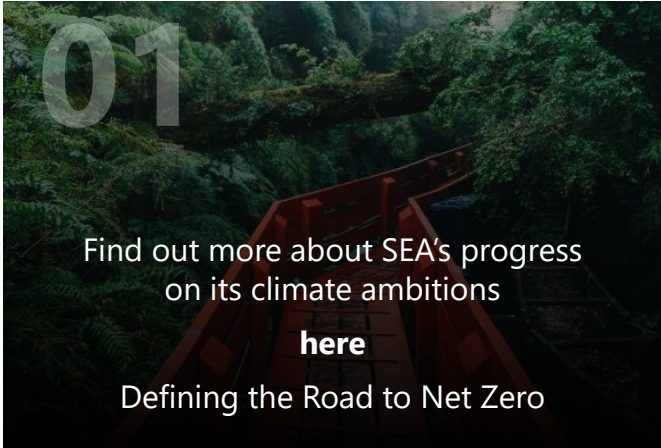 01
Find out more about SEA's progress
on its climate ambitions
here
Defining the Road to Net Zero